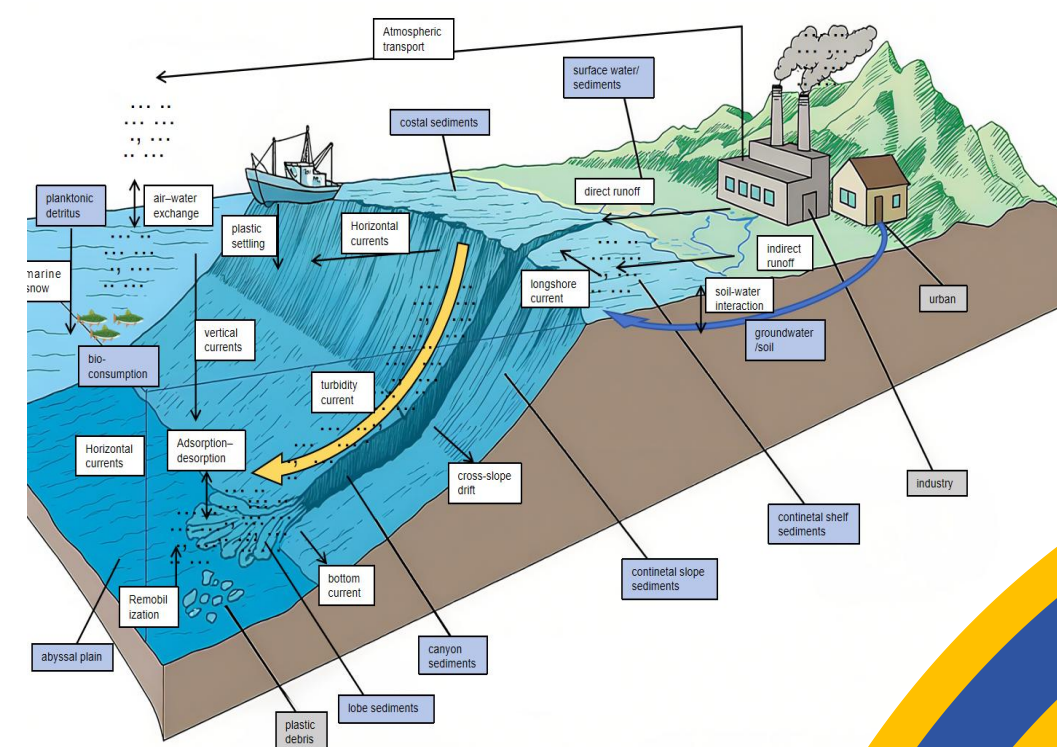 Atmospheric
transport
surface water/
sediments
costal sediments
direct runoff
planktonic
detritus
air–water
exchange
plastic
settling
Horizontal
currents
indirect
runoff
longshore
current
soil-water
interaction
urban
marine
snow
groundwater
/soil
vertical
currents
bio-
consumption
turbidity
current
Horizontal
currents
Adsorption–
desorption
cross-slope
drift
industry
continetal shelf
sediments
continetal slope
sediments
bottom
current
Remobil
ization
canyon
sediments
abyssal plain
lobe sediments
plastic
debris